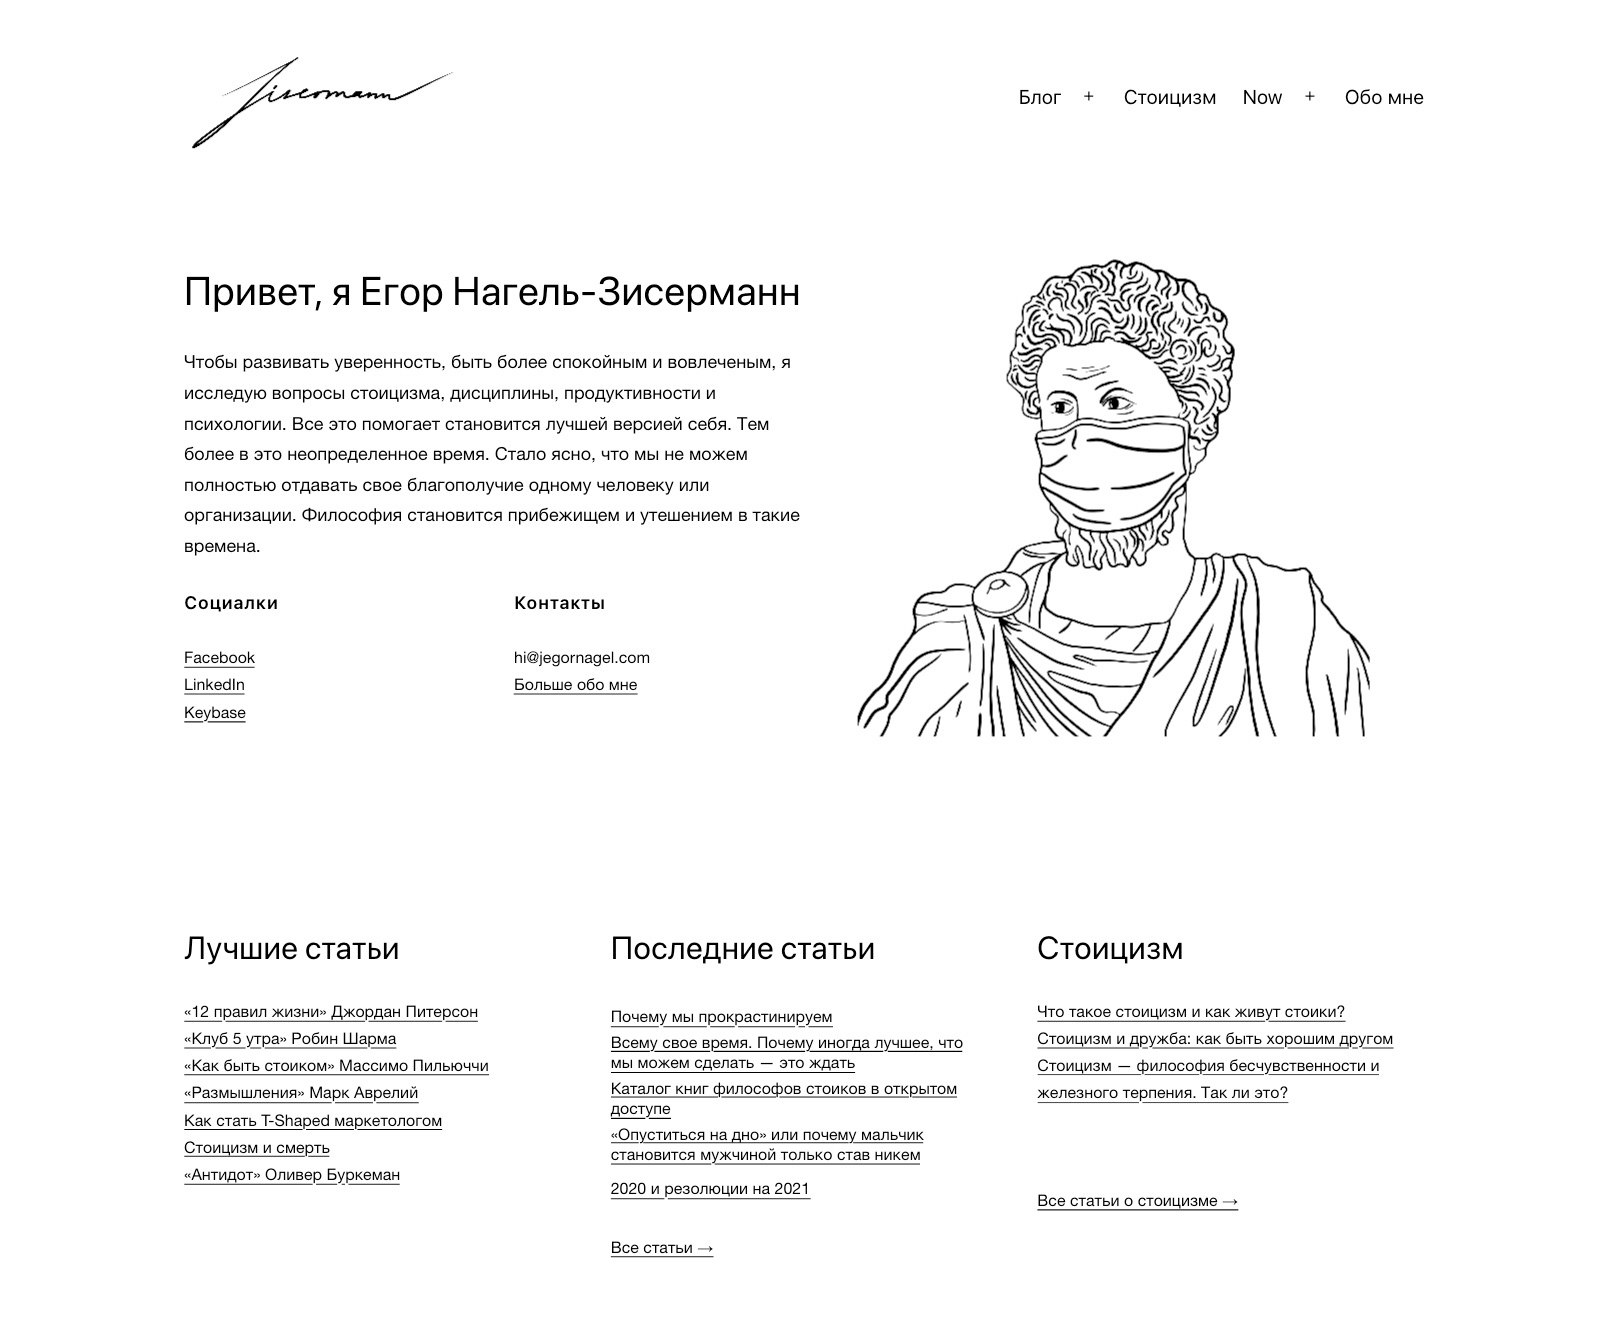 Jisermann
Блог + Стоицизм Now + Обо мне
Привет, я Егор Нагель-Зисерманн
Чтобы развивать уверенность, быть более спокойным и вовлеченым, я
исследую вопросы стоицизма, дисциплины, продуктивности и
психологии. Все это помогает становится лучшей версией себя. Тем
более в это неопределенное время. Стало ясно, что мы не можем
полностью отдавать свое благополучие одному человеку или
организации. Философия становится прибежищем и утешением в такие
времена.
Социалки
Facebook
LinkedIn
Keybase
Контакты
hi@jegornagel.com
Больше обо мне
Лучшие статьи
«12 правил жизни» Джордан Питерсон
«Клуб 5 утра» Робин Шарма
«Как быть стоиком» Массимо Пильюччи
«Размышления» Марк Аврелий
Как стать T-Shaped маркетологом
Стоицизм и смерть
«Антидот» Оливер Буркеман
Последние статьи
Почему мы прокрастинируем
Всему свое время. Почему иногда лучшее, что
мы можем сделать — это ждать
Каталог книг философов стоиков в открытом
доступе
«Опуститься на дно» или почему мальчик
становится мужчиной только став никем
2020 и резолюции на 2021
Все статьи →
Стоицизм
Что такое стоицизм и как живут стоики?
Стоицизм и дружба: как быть хорошим другом
Стоицизм — философия бесчувственности и
железного терпения. Так ли это?
Все статьи о стоицизме →